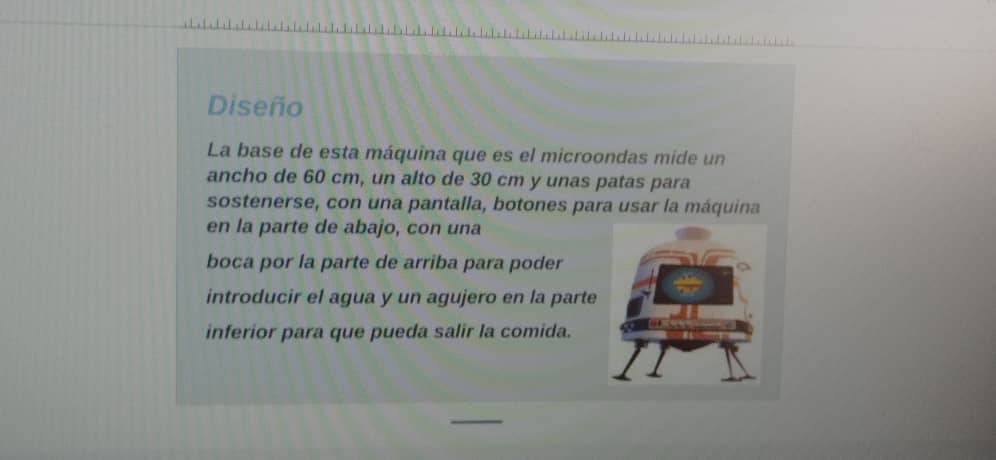 Diseño
La base de esta máquina que es el microondas mide un
ancho de 60 cm, un alto de 30 cm y unas patas para
sostenerse, con una pantalla, botones para usar la máquina
en la parte de abajo, con una
boca por la parte de arriba para poder
introducir el agua y un agujero en la parte
inferior para que pueda salir la comida.